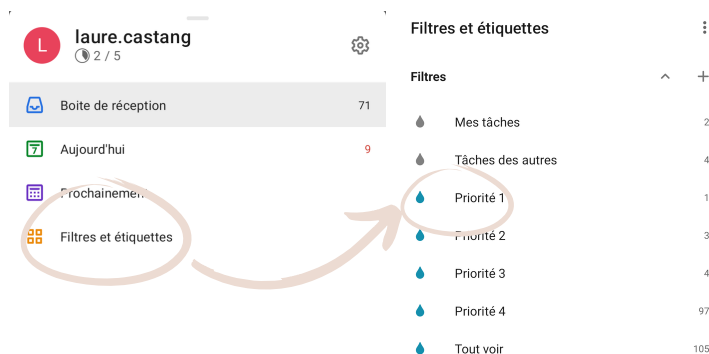 L
laure.castang
2 / 5
Boite de réception 71
7
Aujourd'hui 9
Prochainement
Filtres et étiquettes
Filtres et étiquettes
Filtres
Mes tâches 2
Tâches des autres 4
Priorité 1 1
Priorité 2 3
Priorité 3 4
Priorité 4 97
Tout voir 105